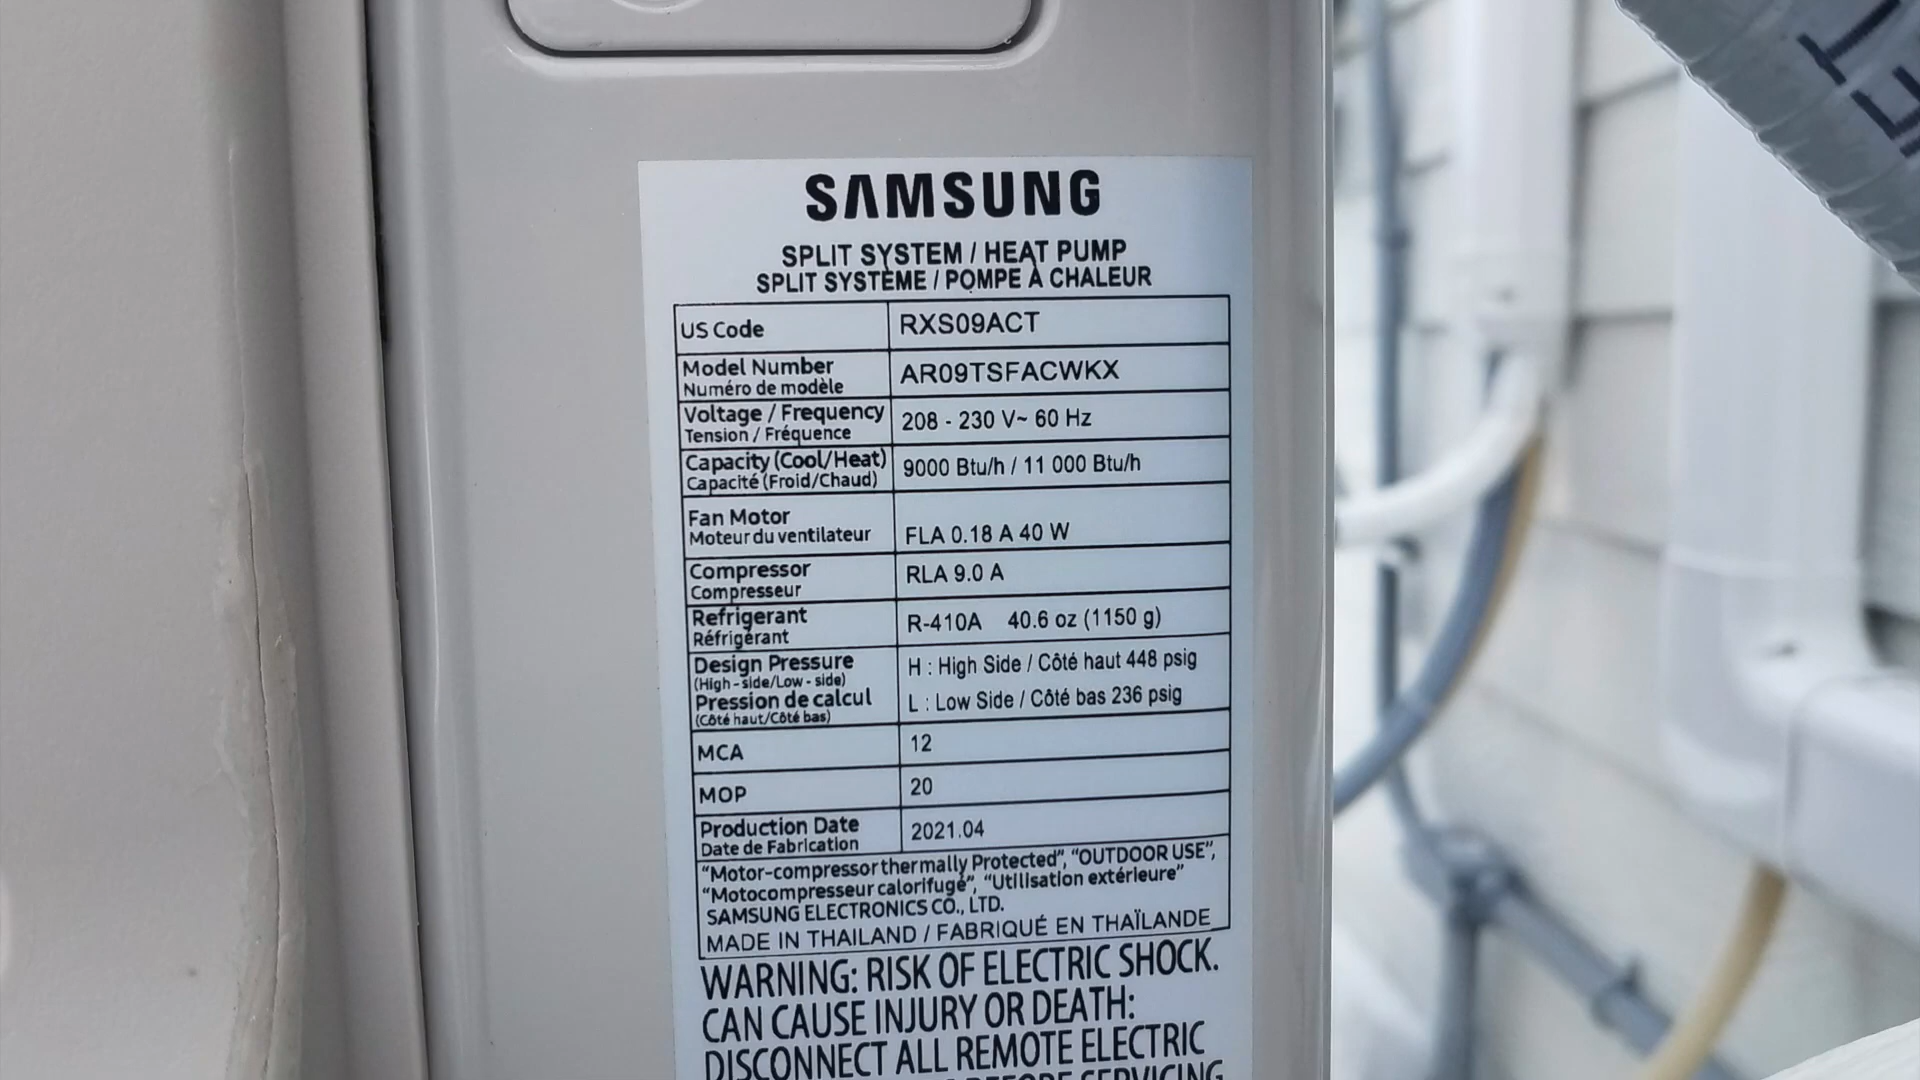 SAMSUNG
SPLIT SYSTEM / HEAT PUMP
SPLIT SYSTÈME / POMPE À CHALEUR
US Code RXS09ACT
Model Number
Numéro de modèle
AR09TSFACWKX
Voltage / Frequency
Tension / Fréquence
208 - 230 V~ 60 Hz
Capacity (Cool/Heat)
Capacité (Froid/Chaud)
9000 Btu/h / 11 000 Btu/h
Fan Motor
Moteur du ventilateur
FLA 0.18 A 40 W
Compressor
Compresseur
RLA 9.0 A
Refrigerant
Réfrigérant
R-410A 40.6 oz (1150 g)
Design Pressure
(High-side/Low-side)
Pression de calcul
(Côté haut/Côté bas)
H : High Side / Côté haut 448 psig
L : Low Side / Côté bas 236 psig
MCA 12
MOP 20
Production Date
Date de Fabrication
2021.04
"Motor-compressor thermally Protected", "OUTDOOR USE",
"Motocompresseur calorifugé", "Utilisation extérieure"
SAMSUNG ELECTRONICS CO., LTD.
MADE IN THAILAND / FABRIQUÉ EN THAÏLANDE
WARNING: RISK OF ELECTRIC SHOCK.
CAN CAUSE INJURY OR DEATH:
DISCONNECT ALL REMOTE ELECTRIC
BEFORE SERVICING